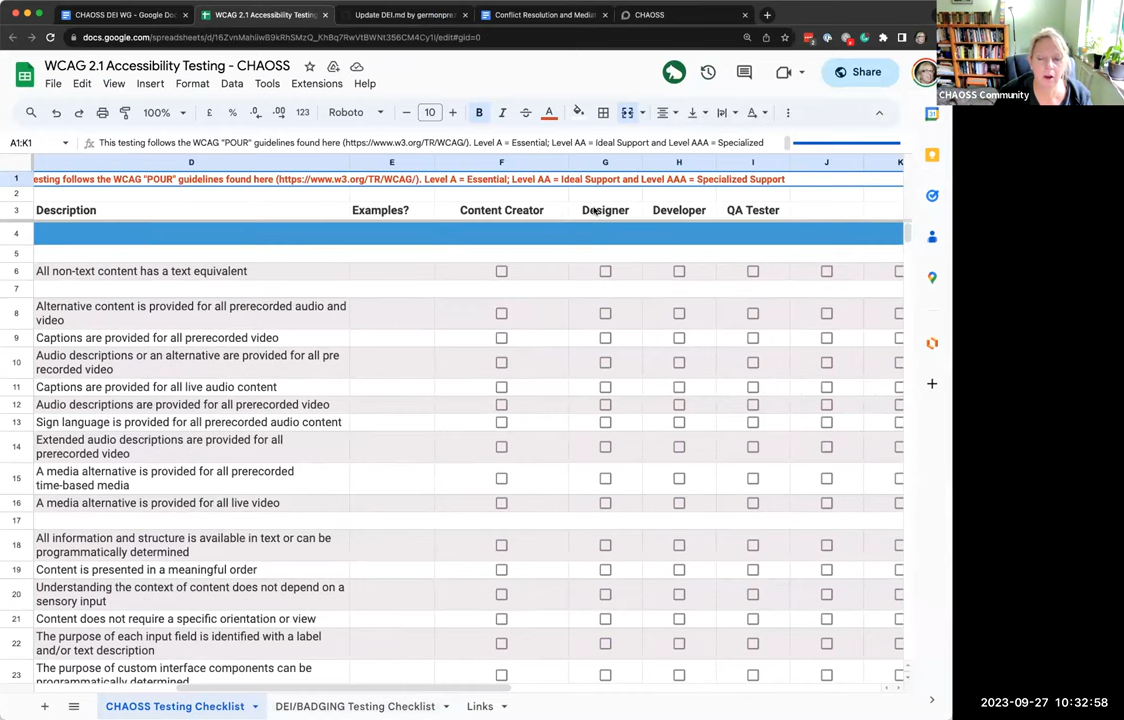 CHAOSS DEI WG - Google Doc
WCAG 2.1 Accessibility Testing
Update DEI.md by germonpre
Conflict Resolution and Media
CHAOSS
docs.google.com/spreadsheets/d/
/edit#gid=0
WCAG 2.1 Accessibility Testing - CHAOSS
File Edit View Insert Format Data Tools Extensions Help
Share
CHAOSS Community
100% £ % .0 .00 123 Roboto 10 B I A
A1:K1 fx This testing follows the WCAG "POUR" guidelines found here (https://www.w3.org/TR/WCAG/). Level A = Essential; Level AA = Ideal Support and Level AAA = Specialized
D E F G H I J K
1 esting follows the WCAG "POUR" guidelines found here (https://www.w3.org/TR/WCAG/). Level A = Essential; Level AA = Ideal Support and Level AAA = Specialized Support
2
3 Description Examples? Content Creator Designer Developer QA Tester
4
5
6 All non-text content has a text equivalent
7
8 Alternative content is provided for all prerecorded audio and
video
9 Captions are provided for all prerecorded video
10 Audio descriptions or an alternative are provided for all pre
recorded video
11 Captions are provided for all live audio content
12 Audio descriptions are provided for all prerecorded video
13 Sign language is provided for all prerecorded audio content
14 Extended audio descriptions are provided for all
prerecorded video
15 A media alternative is provided for all prerecorded
time-based media
16 A media alternative is provided for all live video
17
18 All information and structure is available in text or can be
programmatically determined
19 Content is presented in a meaningful order
20 Understanding the context of content does not depend on a
sensory input
21 Content does not require a specific orientation or view
22 The purpose of each input field is identified with a label
and/or text description
23 The purpose of custom interface components can be
programmatically determined
CHAOSS Testing Checklist DEI/BADGING Testing Checklist Links
2023-09-27 10:32:58